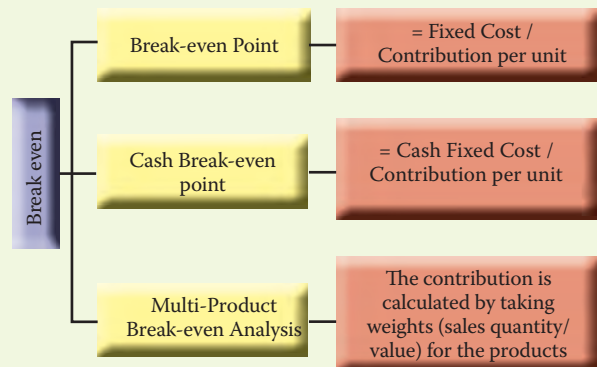 Break even
Break-even Point
= Fixed Cost /
Contribution per unit
Cash Break-even
point
= Cash Fixed Cost /
Contribution per unit
Multi-Product
Break-even Analysis
The contribution is
calculated by taking
weights (sales quantity/
value) for the products